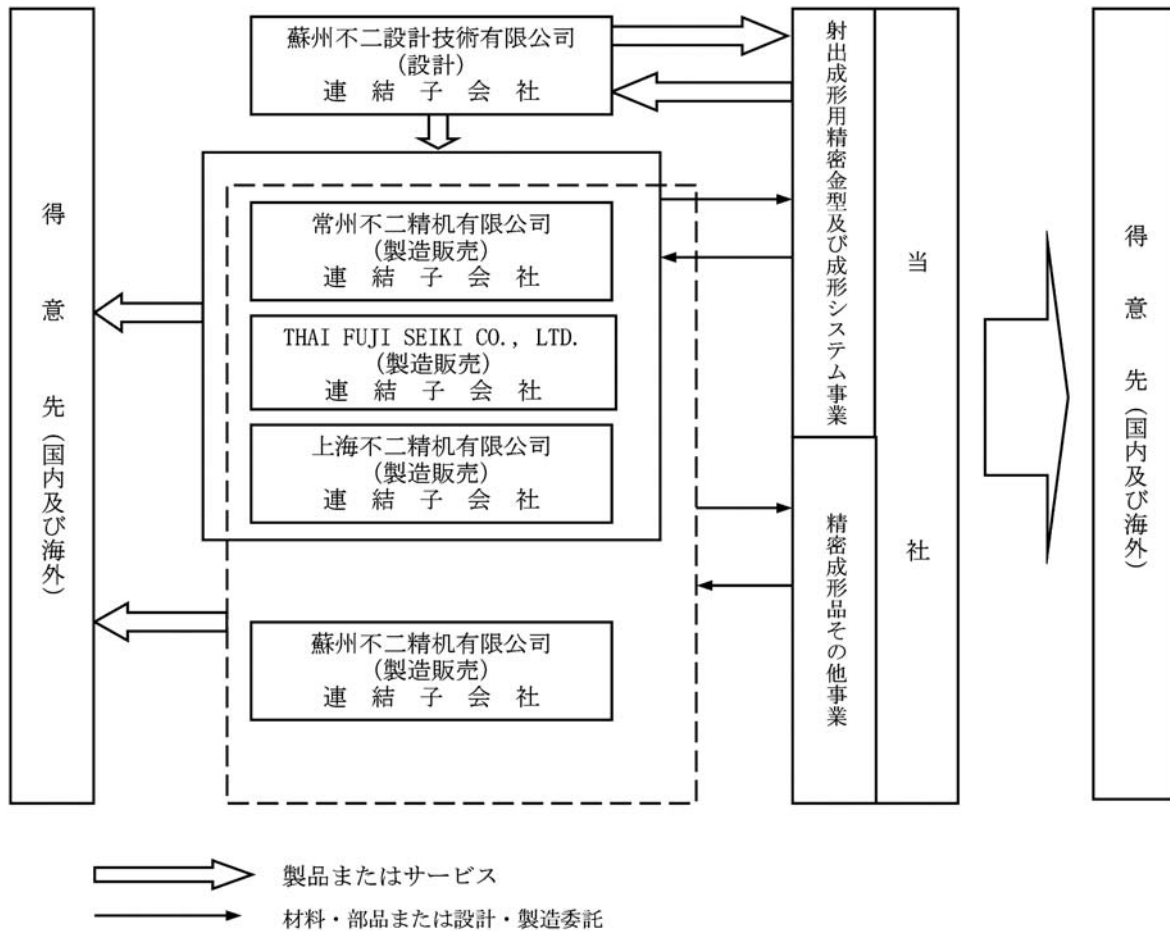 得意先（国内及び海外）
蘇州不二設計技術有限公司
(設計)
連結子会社
常州不二精机有限公司
(製造販売)
連結子会社
THAI FUJI SEIKI CO., LTD.
(製造販売)
連結子会社
上海不二精机有限公司
(製造販売)
連結子会社
蘇州不二精机有限公司
(製造販売)
連結子会社
射出成形用精密金型及び成形システム事業
精密成形品その他事業
当社
得意先（国内及び海外）
製品またはサービス
材料・部品または設計・製造委託